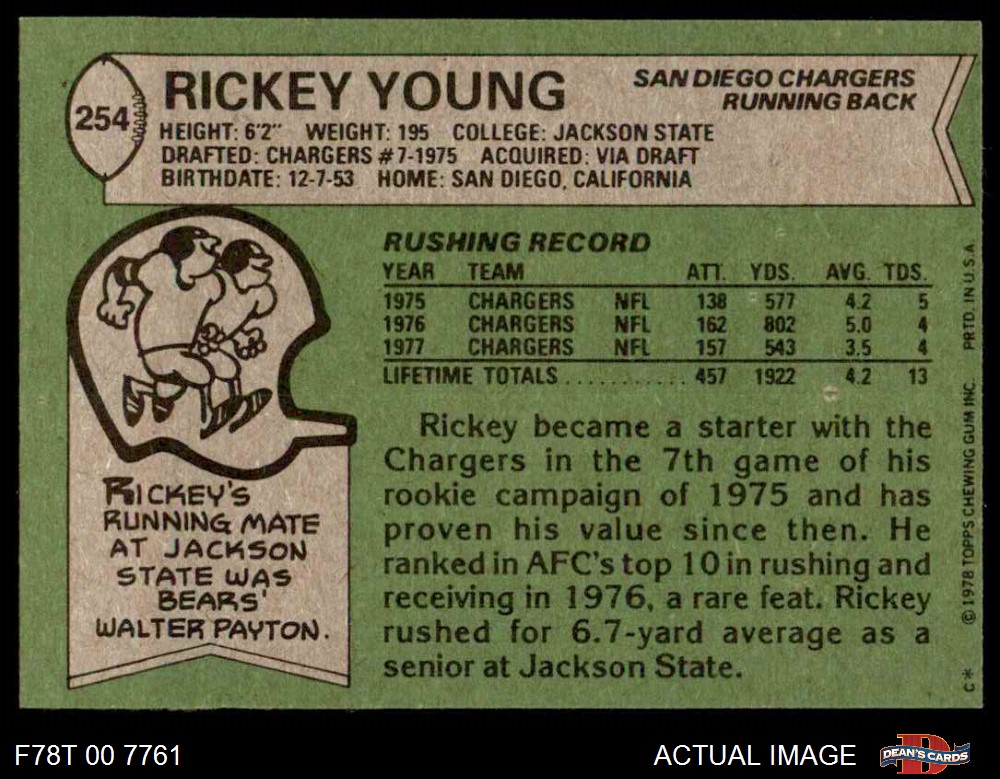 254
RICKEY YOUNG
SAN DIEGO CHARGERS
RUNNING BACK
HEIGHT: 6'2" WEIGHT: 195 COLLEGE: JACKSON STATE
DRAFTED: CHARGERS #7-1975 ACQUIRED: VIA DRAFT
BIRTHDATE: 12-7-53 HOME: SAN DIEGO, CALIFORNIA
RUSHING RECORD
YEAR TEAM ATT. YDS. AVG. TDS.
1975 CHARGERS NFL 138 577 4.2 5
1976 CHARGERS NFL 162 802 5.0 4
1977 CHARGERS NFL 157 543 3.5 4
LIFETIME TOTALS............ 457 1922 4.2 13
Rickey became a starter with the
Chargers in the 7th game of his
rookie campaign of 1975 and has
proven his value since then. He
ranked in AFC's top 10 in rushing and
receiving in 1976, a rare feat. Rickey
rushed for 6.7-yard average as a
senior at Jackson State.
RICKEY'S
RUNNING MATE
AT JACKSON
STATE WAS
BEARS'
WALTER PAYTON.
C* © 1978 TOPPS CHEWING GUM INC. PRTD. IN U.S.A.
F78T 00 7761
ACTUAL IMAGE
DEAN'S CARDS